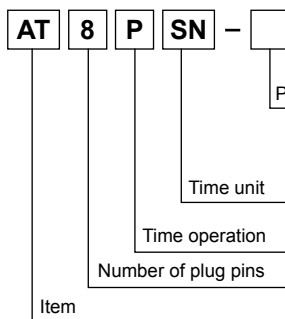 AT 8 P SN –
P
Time unit
Time operation
Number of plug pins
Item